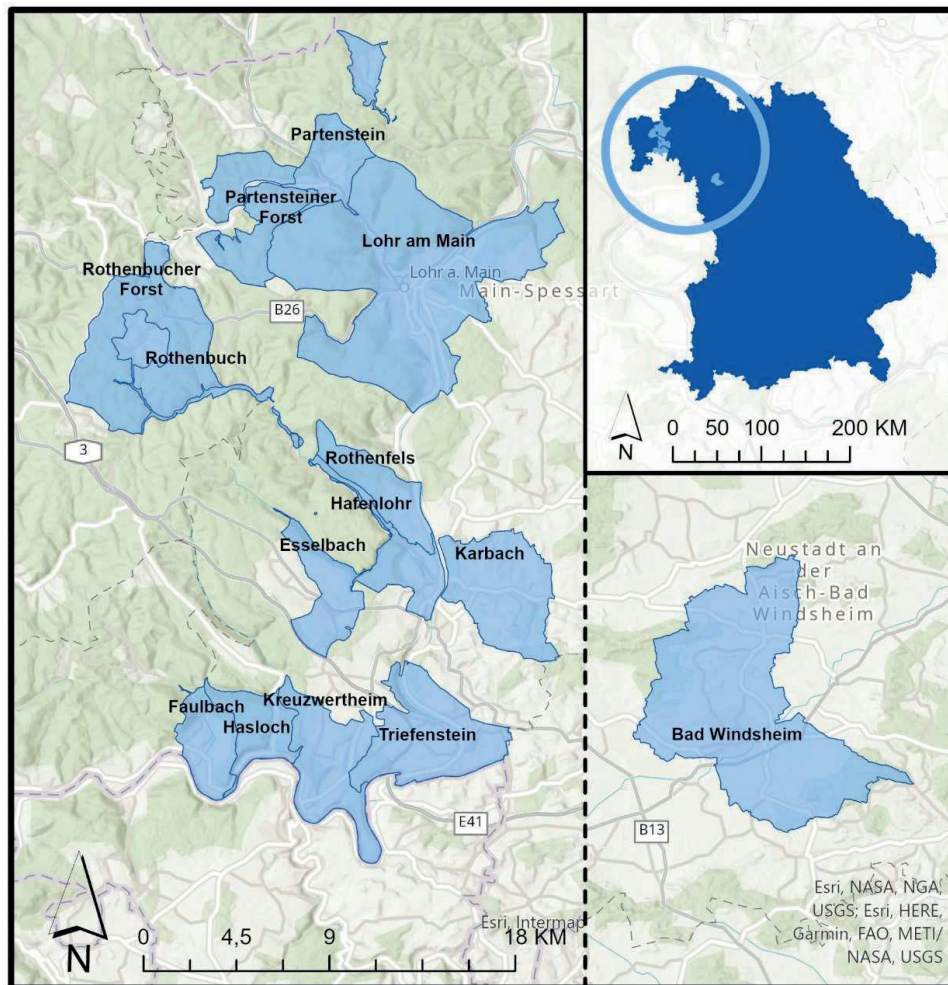 Partenstein
Partensteiner
Forst
Lohr am Main
Lohr a. Main
Main-Spessart
Rothenbucher
Forst
B26
Rothenbuch
3
Rothenfels
Hafenlohr
Esselbach
Karbach
Kreuzwertheim
Faulbach
Hasloch
Triefenstein
E41
Esri, Intermap
N
0 4,5 9 18 KM
N
0 50 100 200 KM
Neustadt an
der
Aisch-Bad
Windsheim
Bad Windsheim
B13
Esri, NASA, NGA,
USGS; Esri, HERE,
Garmin, FAO, METI/
NASA, USGS